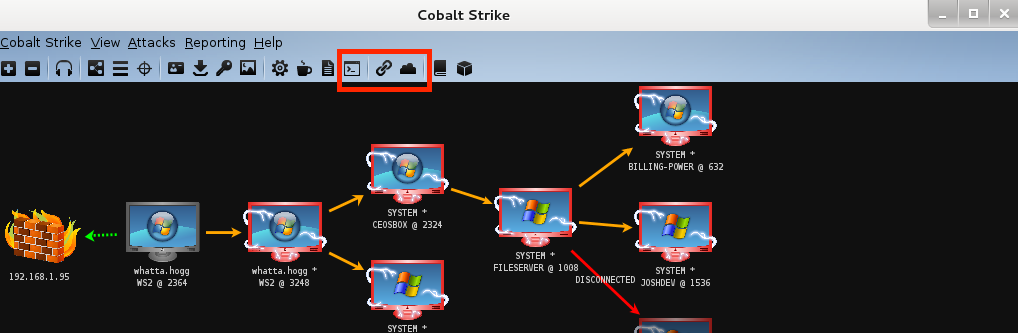 Cobalt Strike
Cobalt Strike View Attacks Reporting Help
SYSTEM *
BILLING-POWER @ 632
SYSTEM *
CEOSBOX @ 2324
192.168.1.95
whatta.hogg
WS2 @ 2364
whatta.hogg *
WS2 @ 3248
SYSTEM *
FILESERVER @ 1008
DISCONNECTED
SYSTEM *
JOSHDEV @ 1536
SYSTEM *